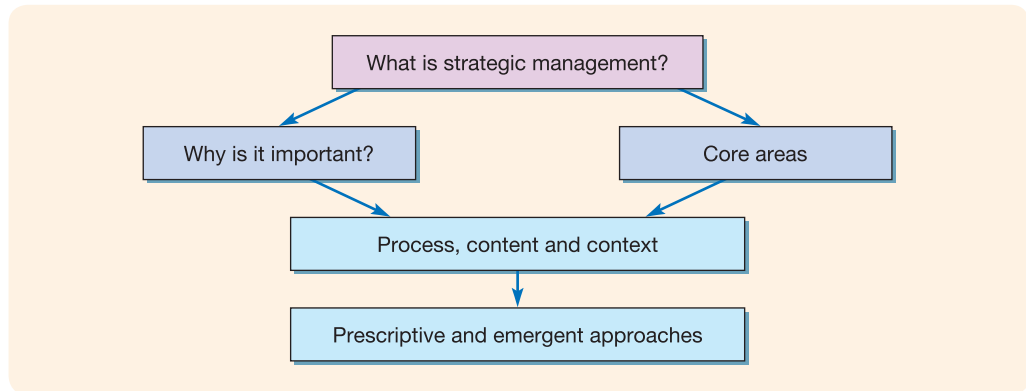 What is strategic management?
Why is it important?
Core areas
Process, content and context
Prescriptive and emergent approaches